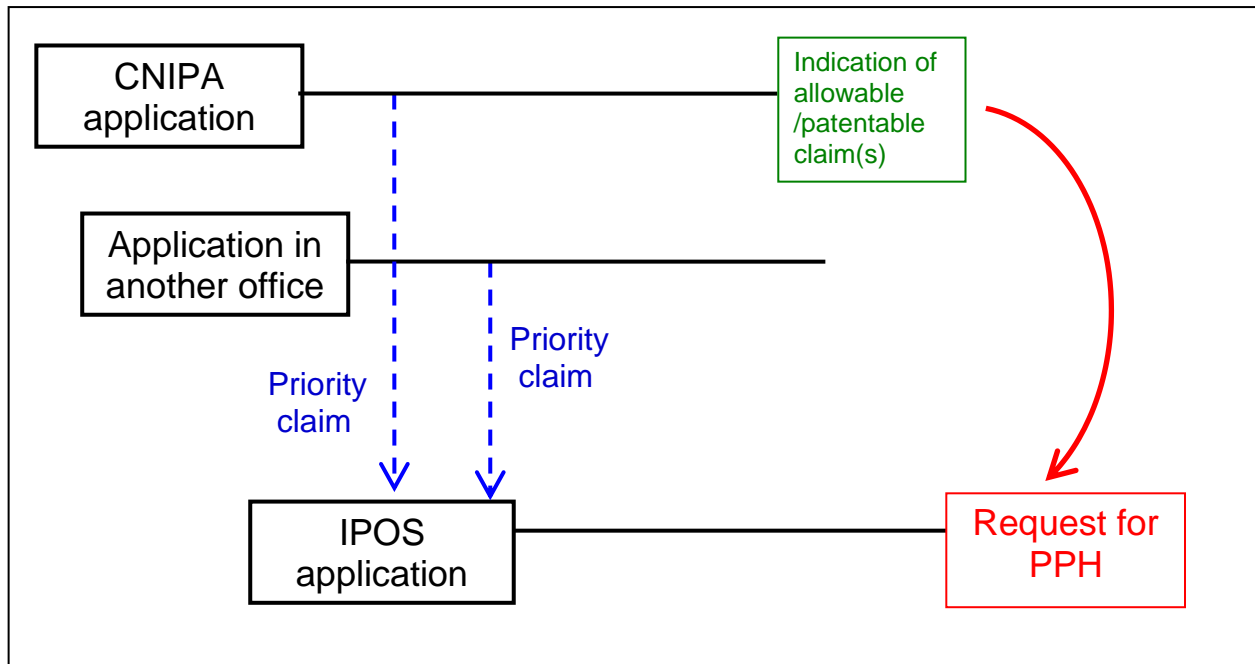 CNIPA
application
Indication of
allowable
/patentable
claim(s)
Application in
another office
Priority
claim
Priority
claim
IPOS
application
Request for
PPH